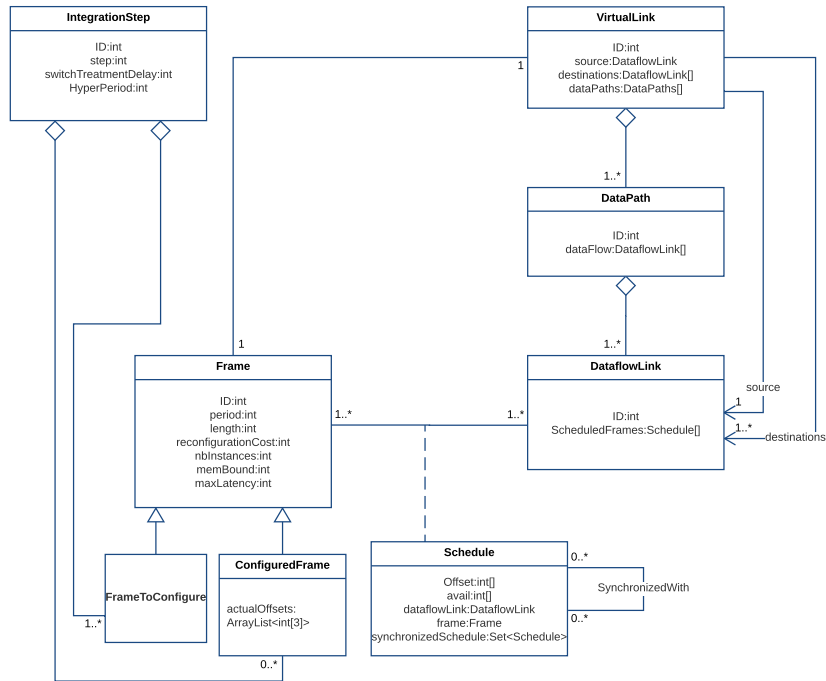 IntegrationStep
ID:int
step:int
switchTreatmentDelay:int
HyperPeriod:int
VirtualLink
ID:int
source:DataflowLink
destinations:DataflowLink[]
dataPaths:DataPaths[]
1
1..*
DataPath
ID:int
dataFlow:DataflowLink[]
1..*
1
Frame
ID:int
period:int
length:int
reconfigurationCost:int
nbInstances:int
memBound:int
maxLatency:int
1..*
1..*
DataflowLink
ID:int
ScheduledFrames:Schedule[]
source
1
1..*
destinations
FrameToConfigure
1..*
ConfiguredFrame
actualOffsets:
ArrayList<int[3]>
0..*
Schedule
Offset:int[]
avail:int[]
dataflowLink:DataflowLink
frame:Frame
synchronizedSchedule:Set<Schedule>
0..*
SynchronizedWith
0..*